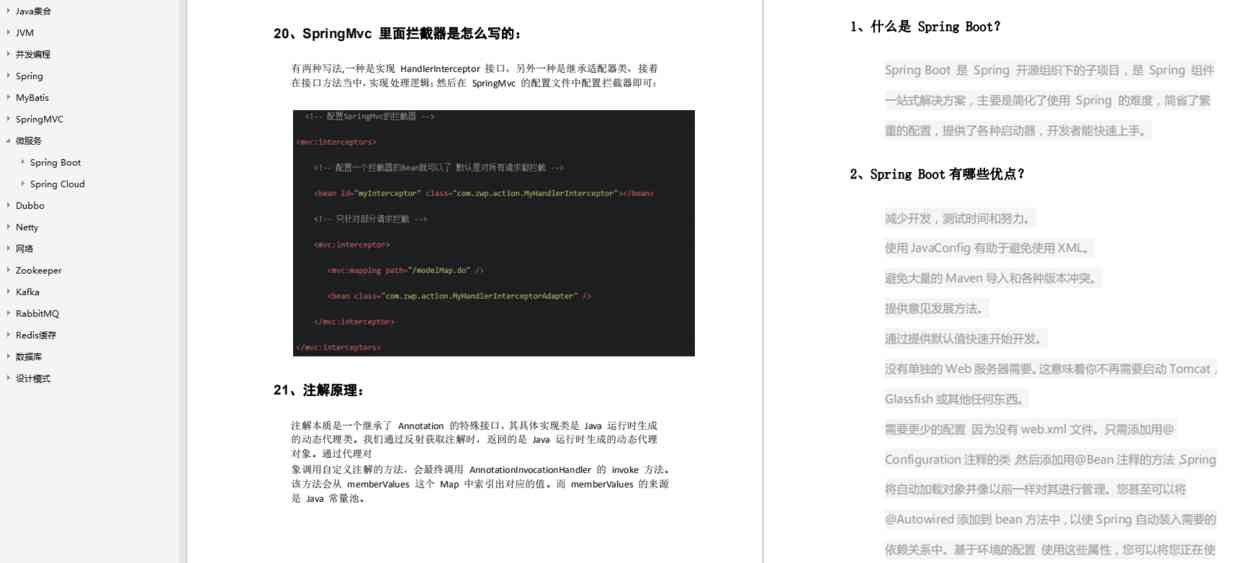 Java集合
JVM
并发编程
Spring
MyBatis
SpringMVC
微服务
Spring Boot
Spring Cloud
Dubbo
Netty
网络
Zookeeper
Kafka
RabbitMQ
Redis缓存
数据库
设计模式
20、SpringMvc 里面拦截器是怎么写的：
有两种写法,一种是实现 HandlerInterceptor 接口，另外一种是继承适配器类，接着
在接口方法当中，实现处理逻辑；然后在 SpringMvc 的配置文件中配置拦截器即可：
<!-- 配置SpringMvc的拦截器 -->
<mvc:interceptors>
<!-- 配置一个拦截器的Bean就可以了 默认是对所有请求都拦截 -->
<bean id="myInterceptor" class="com.zwp.action.MyHandlerInterceptor"></bean>
<!-- 只针对部分请求拦截 -->
<mvc:interceptor>
<mvc:mapping path="/modelMap.do" />
<bean class="com.zwp.action.MyHandlerInterceptorAdapter" />
</mvc:interceptor>
</mvc:interceptors>
21、注解原理：
注解本质是一个继承了 Annotation 的特殊接口，其具体实现类是 Java 运行时生成
的动态代理类。我们通过反射获取注解时，返回的是 Java 运行时生成的动态代理
对象。通过代理对
象调用自定义注解的方法，会最终调用 AnnotationInvocationHandler 的 invoke 方法。
该方法会从 memberValues 这个 Map 中索引出对应的值。而 memberValues 的来源
是 Java 常量池。
1、什么是 Spring Boot？
Spring Boot 是 Spring 开源组织下的子项目，是 Spring 组件
一站式解决方案，主要是简化了使用 Spring 的难度，简省了繁
重的配置，提供了各种启动器，开发者能快速上手。
2、Spring Boot 有哪些优点？
减少开发，测试时间和努力。
使用 JavaConfig 有助于避免使用 XML。
避免大量的 Maven 导入和各种版本冲突。
提供意见发展方法。
通过提供默认值快速开始开发。
没有单独的 Web 服务器需要。这意味着你不再需要启动 Tomcat，
Glassfish 或其他任何东西。
需要更少的配置 因为没有 web.xml 文件。只需添加用@
Configuration 注释的类，然后添加用@Bean 注释的方法，Spring
将自动加载对象并像以前一样对其进行管理。您甚至可以将
@Autowired 添加到 bean 方法中，以使 Spring 自动装入需要的
依赖关系中。基于环境的配置 使用这些属性，您可以将您正在使